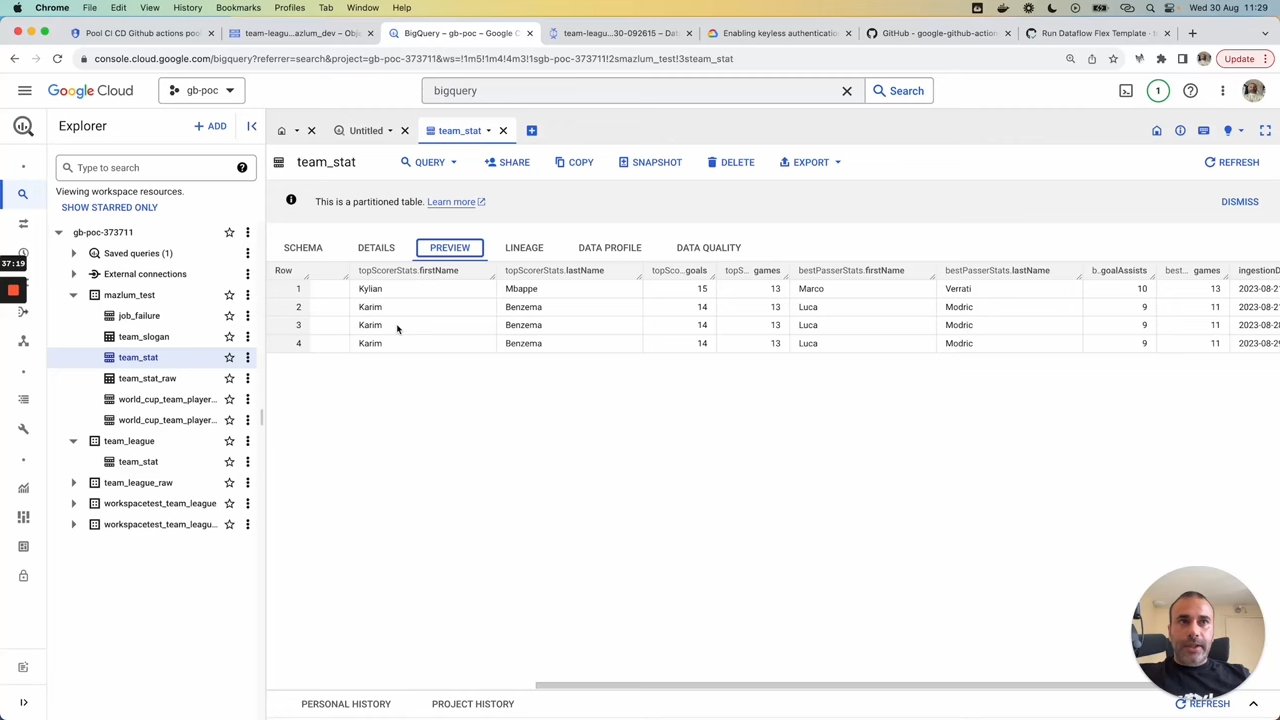 Chrome File Edit View History Bookmarks Profiles Tab Window Help Wed 30 Aug 11:29
Pool CI CD Github actions poo team-leagu…azlum_dev – Obje BigQuery – gb-poc – Google C team-leagu…30-092615 – Dat Enabling keyless authentication GitHub - google-github-action Run Dataflow Flex Template · t
console.cloud.google.com/bigquery?referrer=search&project=gb-poc-373711&ws=!1m5!1m4!4m3!1sgb-poc-373711!2smazlum_test!3steam_stat Update
Google Cloud gb-poc bigquery Search 1
Explorer + ADD Untitled team_stat
Type to search
team_stat QUERY SHARE COPY SNAPSHOT DELETE EXPORT REFRESH
Viewing workspace resources.
SHOW STARRED ONLY
This is a partitioned table. Learn more DISMISS
gb-poc-373711
Saved queries (1)
External connections
mazlum_test
job_failure
team_slogan
team_stat
team_stat_raw
world_cup_team_player…
world_cup_team_player…
team_league
team_stat
team_league_raw
workspacetest_team_league
workspacetest_team_leagu…
37:19
SCHEMA DETAILS PREVIEW LINEAGE DATA PROFILE DATA QUALITY
Row topScorerStats.firstName topScorerStats.lastName topSco…goals topS… games bestPasserStats.firstName bestPasserStats.lastName b..goalAssists best… games ingestionD
1 Kylian Mbappe 15 13 Marco Verrati 10 13 2023-08-21
2 Karim Benzema 14 13 Luca Modric 9 11 2023-08-21
3 Karim Benzema 14 13 Luca Modric 9 11 2023-08-28
4 Karim Benzema 14 13 Luca Modric 9 11 2023-08-29
PERSONAL HISTORY PROJECT HISTORY REFRESH